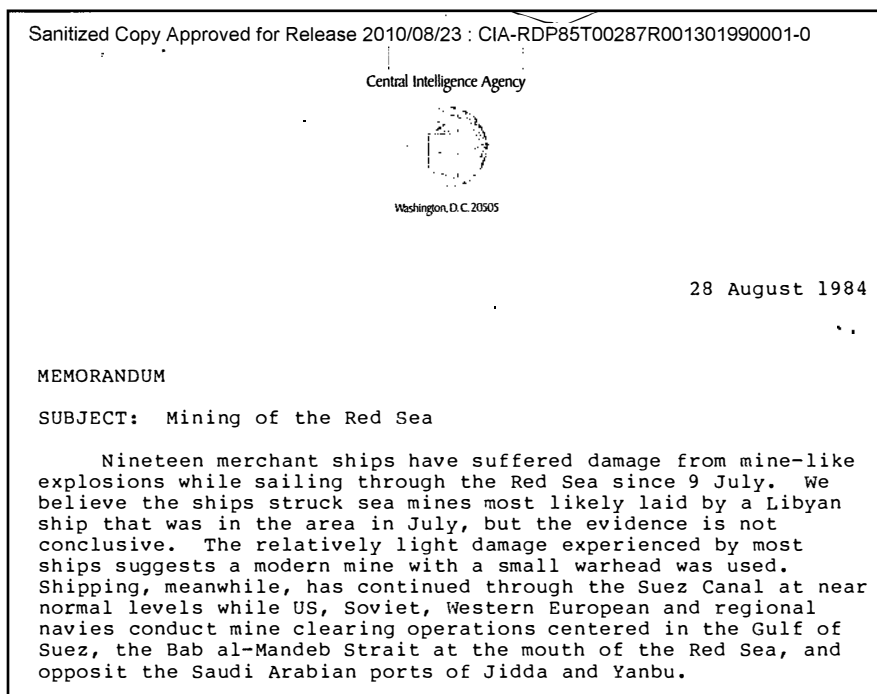 Sanitized Copy Approved for Release 2010/08/23 : CIA-RDP85T00287R001301990001-0
Central Intelligence Agency
Washington, D.C. 20505
28 August 1984
MEMORANDUM
SUBJECT: Mining of the Red Sea
Nineteen merchant ships have suffered damage from mine-like
explosions while sailing through the Red Sea since 9 July. We
believe the ships struck sea mines most likely laid by a Libyan
ship that was in the area in July, but the evidence is not
conclusive. The relatively light damage experienced by most
ships suggests a modern mine with a small warhead was used.
Shipping, meanwhile, has continued through the Suez Canal at near
normal levels while US, Soviet, Western European and regional
navies conduct mine clearing operations centered in the Gulf of
Suez, the Bab al-Mandeb Strait at the mouth of the Red Sea, and
opposit the Saudi Arabian ports of Jidda and Yanbu.